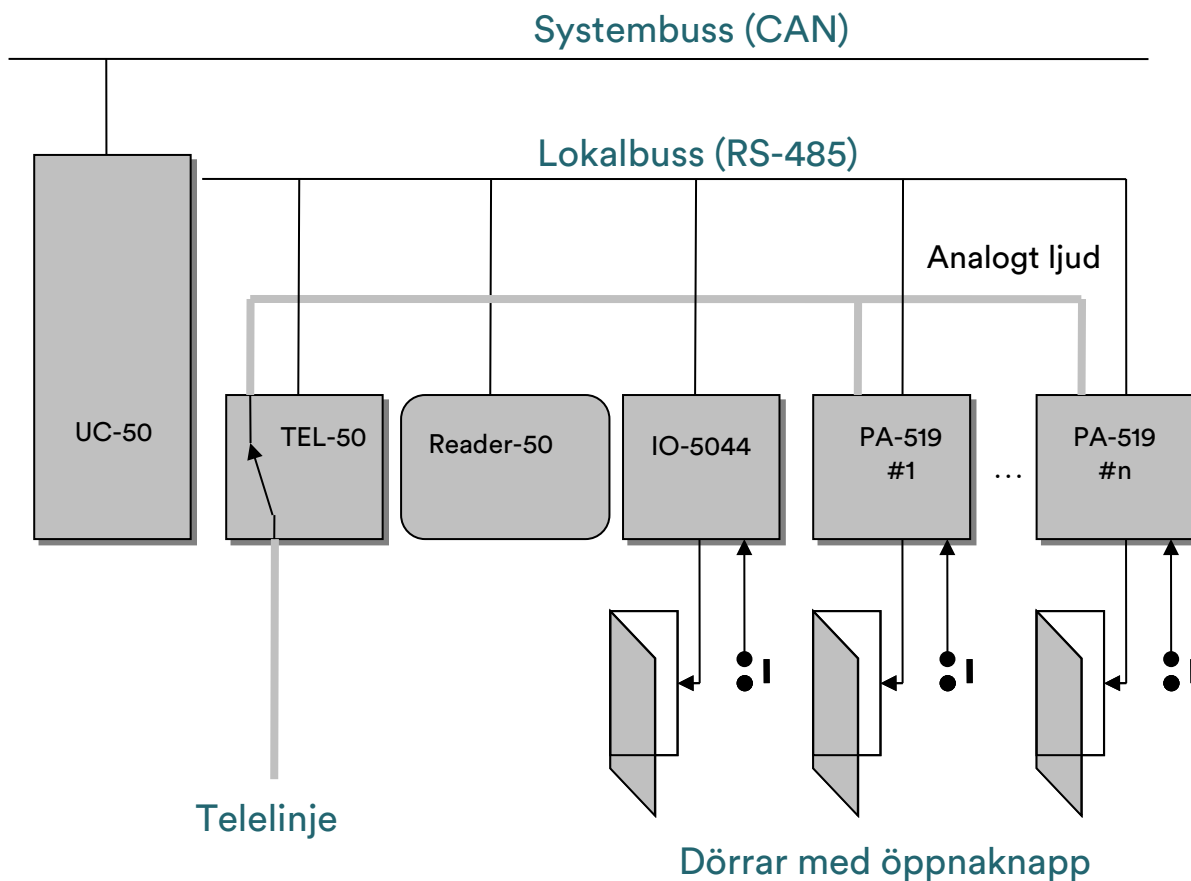 Systembuss (CAN)
Lokalbuss (RS-485)
Analogt ljud
UC-50
TEL-50
Reader-50
IO-5044
PA-519
#1
...
PA-519
#n
Telelinje
Dörrar med öppnaknapp